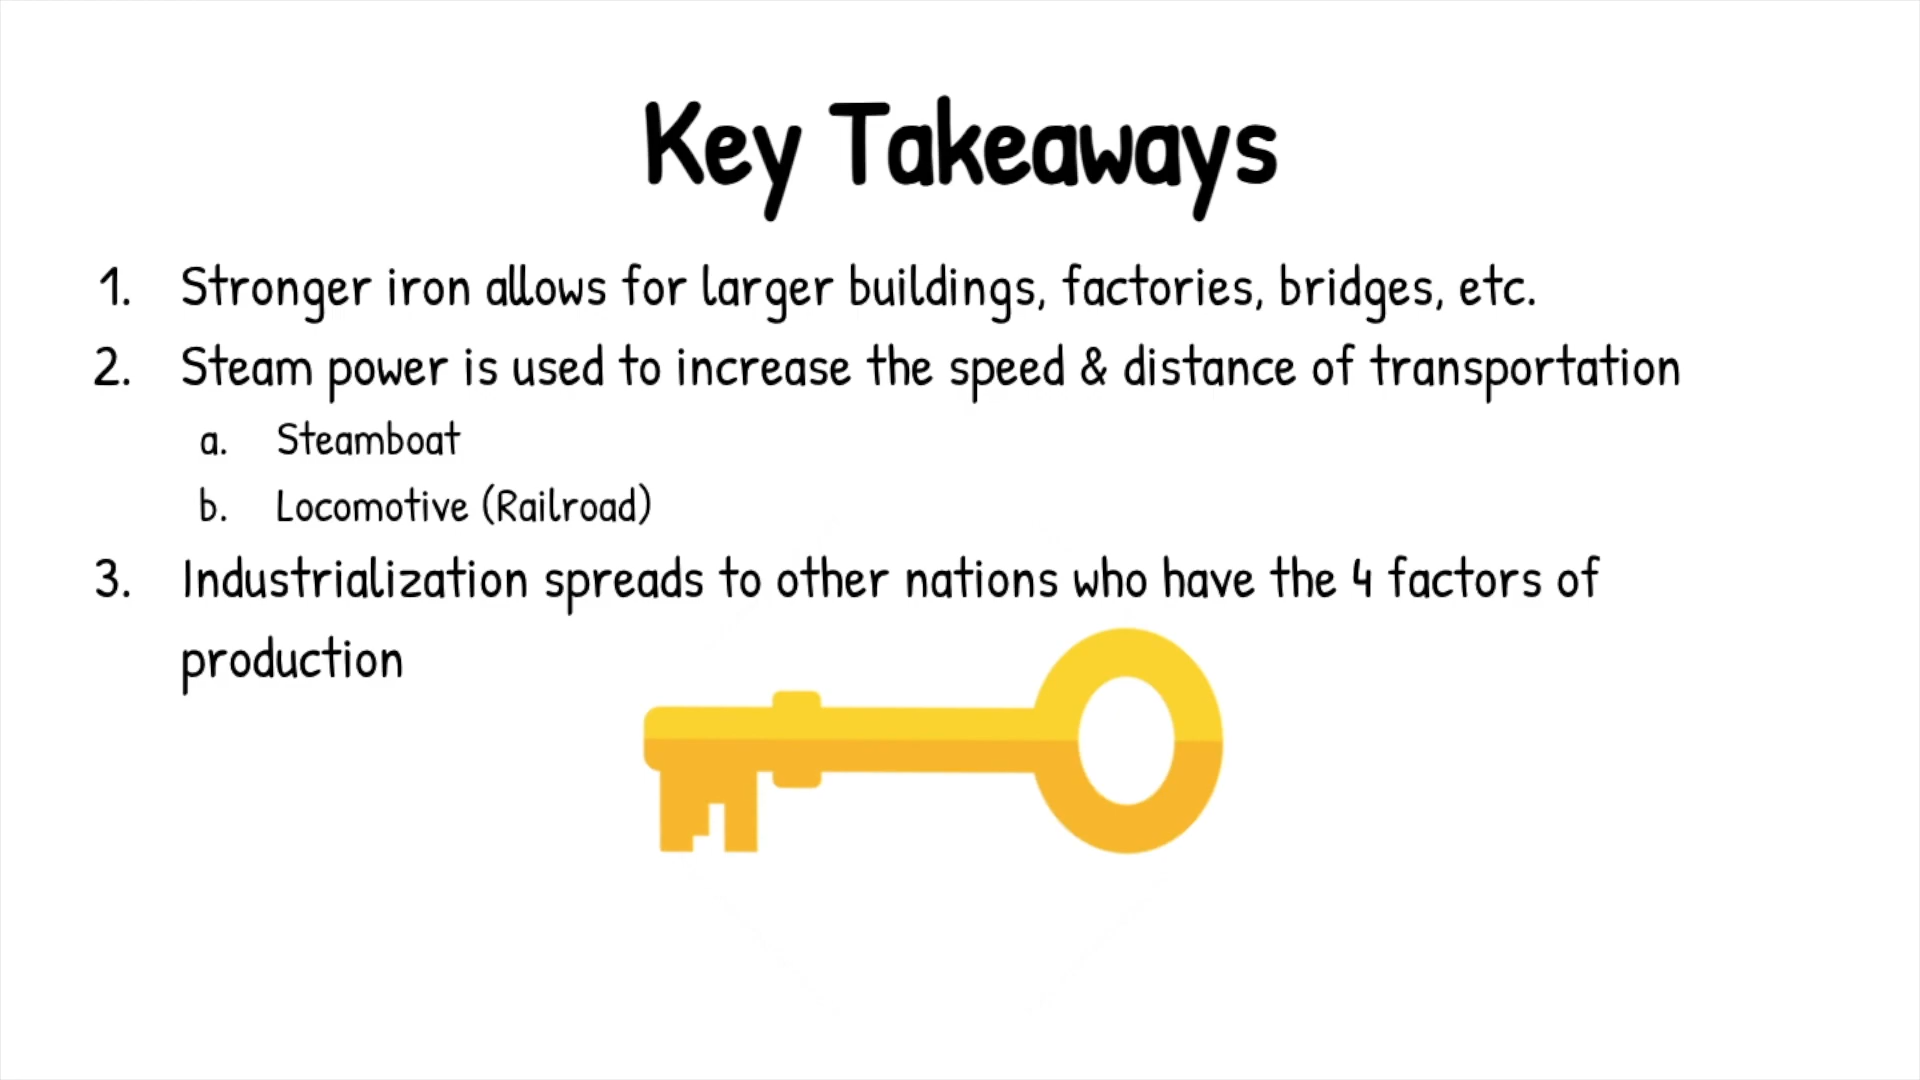 Key Takeaways
1. Stronger iron allows for larger buildings, factories, bridges, etc.
2. Steam power is used to increase the speed & distance of transportation
a. Steamboat
b. Locomotive (Railroad)
3. Industrialization spreads to other nations who have the 4 factors of
production